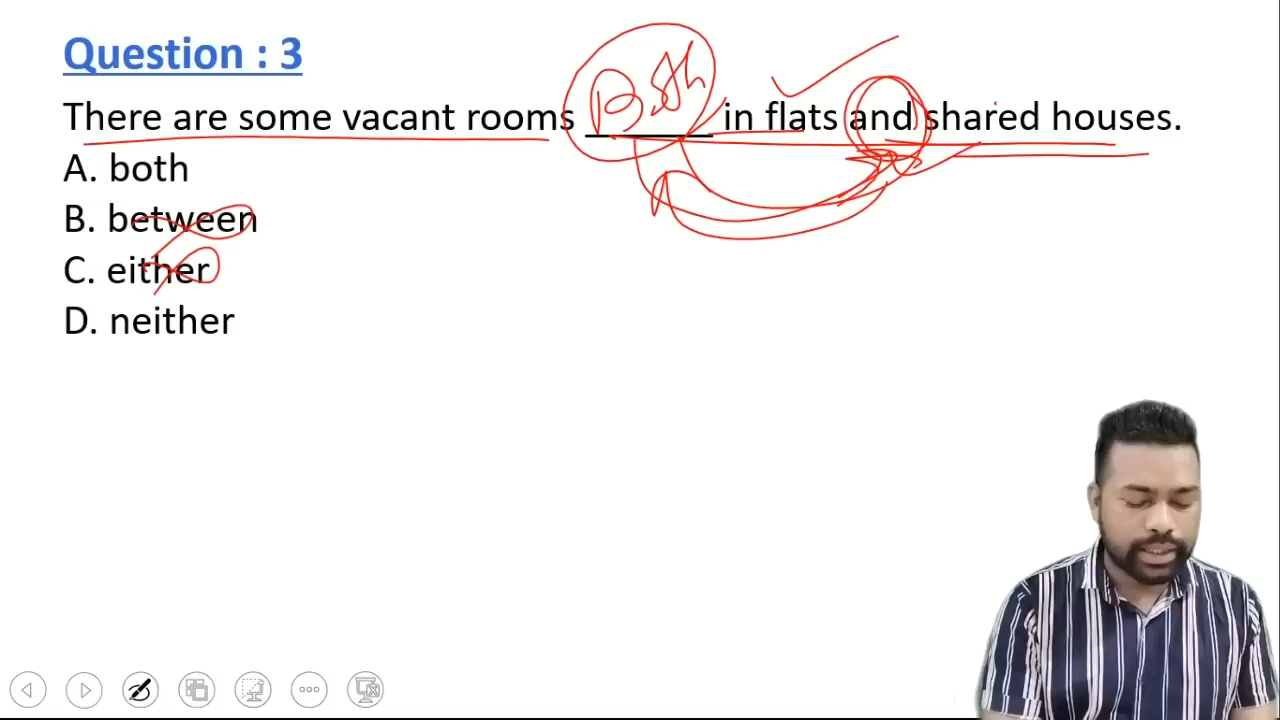 Question : 3
Both
There are some vacant rooms ______ in flats and shared houses.
A. both
B. between
C. either
D. neither